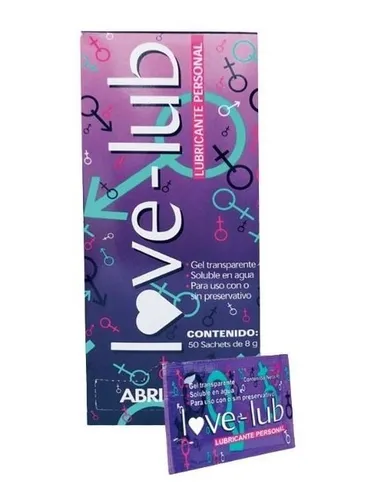 love-lub
LUBRICANTE PERSONAL
• Gel transparente
• Soluble en agua
• Para uso con o
sin preservativo
CONTENIDO:
50 Sachets de 8 g
Gel transparente
Soluble en agua
Para uso con o sin preservativo
love-lub
LUBRICANTE PERSONAL